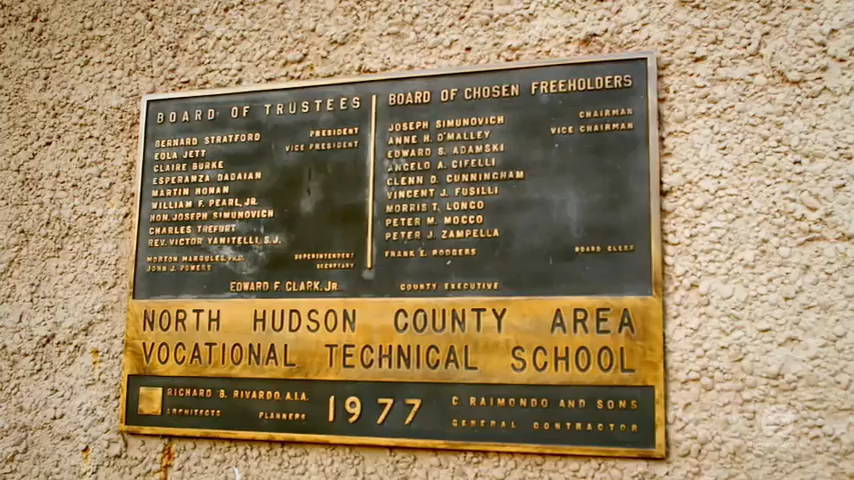 BOARD OF TRUSTEES
BERNARD STRATFORD PRESIDENT
EOLA JETT VICE PRESIDENT
CLAIRE BURKE
ESPERANZA DADAIAN
MARTIN HONAN
WILLIAM F. PEARL, JR.
HON. JOSEPH SIMUNOVICH
CHARLES TREFURT
REV. VICTOR YANITELLI, S.J.
MORTON MARGULES, PH.D. SUPERINTENDENT
JOHN J. POWERS SECRETARY
BOARD OF CHOSEN FREEHOLDERS
JOSEPH SIMUNOVICH CHAIRMAN
ANNE H. O'MALLEY VICE CHAIRMAN
EDWARD S. ADAMSKI
ANGELO A. CIFELLI
GLENN D. CUNNINGHAM
VINCENT J. FUSILLI
MORRIS T. LONGO
PETER M. MOCCO
PETER J. ZAMPELLA
FRANK E. RODGERS BOARD CLERK
EDWARD F. CLARK, JR. COUNTY EXECUTIVE
NORTH HUDSON COUNTY AREA
VOCATIONAL TECHNICAL SCHOOL
RICHARD S. RIVARDO, A.I.A.
ARCHITECTS PLANNERS
1977
C. RAIMONDO AND SONS
GENERAL CONTRACTOR